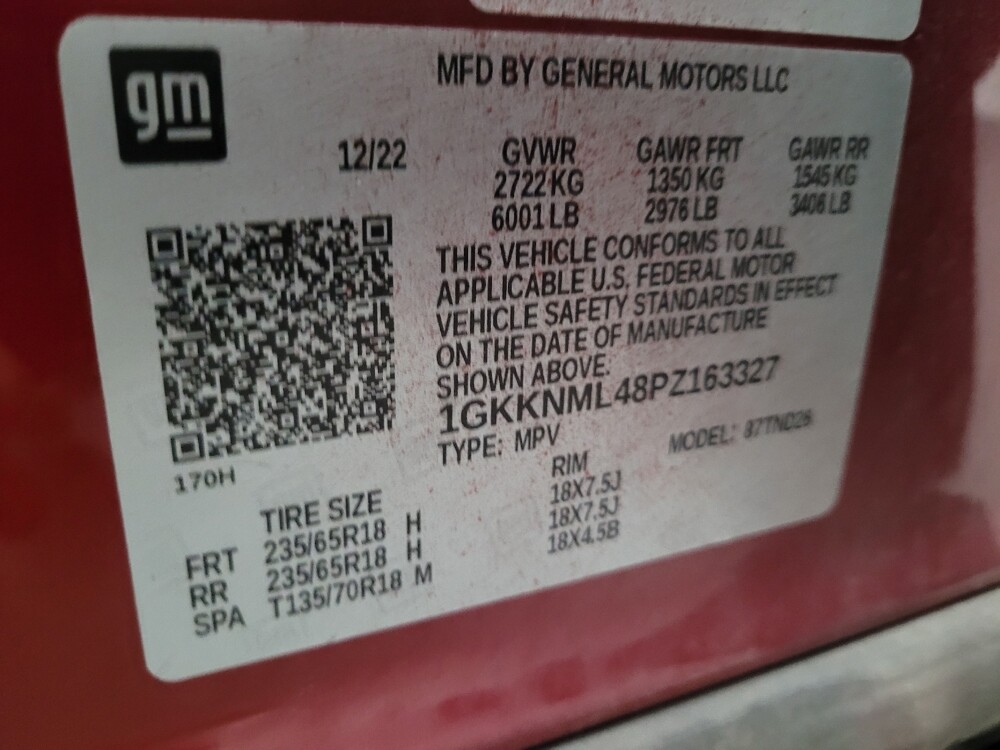 gm
MFD BY GENERAL MOTORS LLC
12/22 GVWR GAWR FRT GAWR RR
2722 KG 1350 KG 1545 KG
6001 LB 2976 LB 3406 LB
THIS VEHICLE CONFORMS TO ALL
APPLICABLE U.S. FEDERAL MOTOR
VEHICLE SAFETY STANDARDS IN EFFECT
ON THE DATE OF MANUFACTURE
SHOWN ABOVE.
1GKKNML48PZ163327
TYPE: MPV MODEL: 87TND26
170H
TIRE SIZE RIM
FRT 235/65R18 H 18X7.5J
RR 235/65R18 H 18X7.5J
SPA T135/70R18 M 18X4.5B